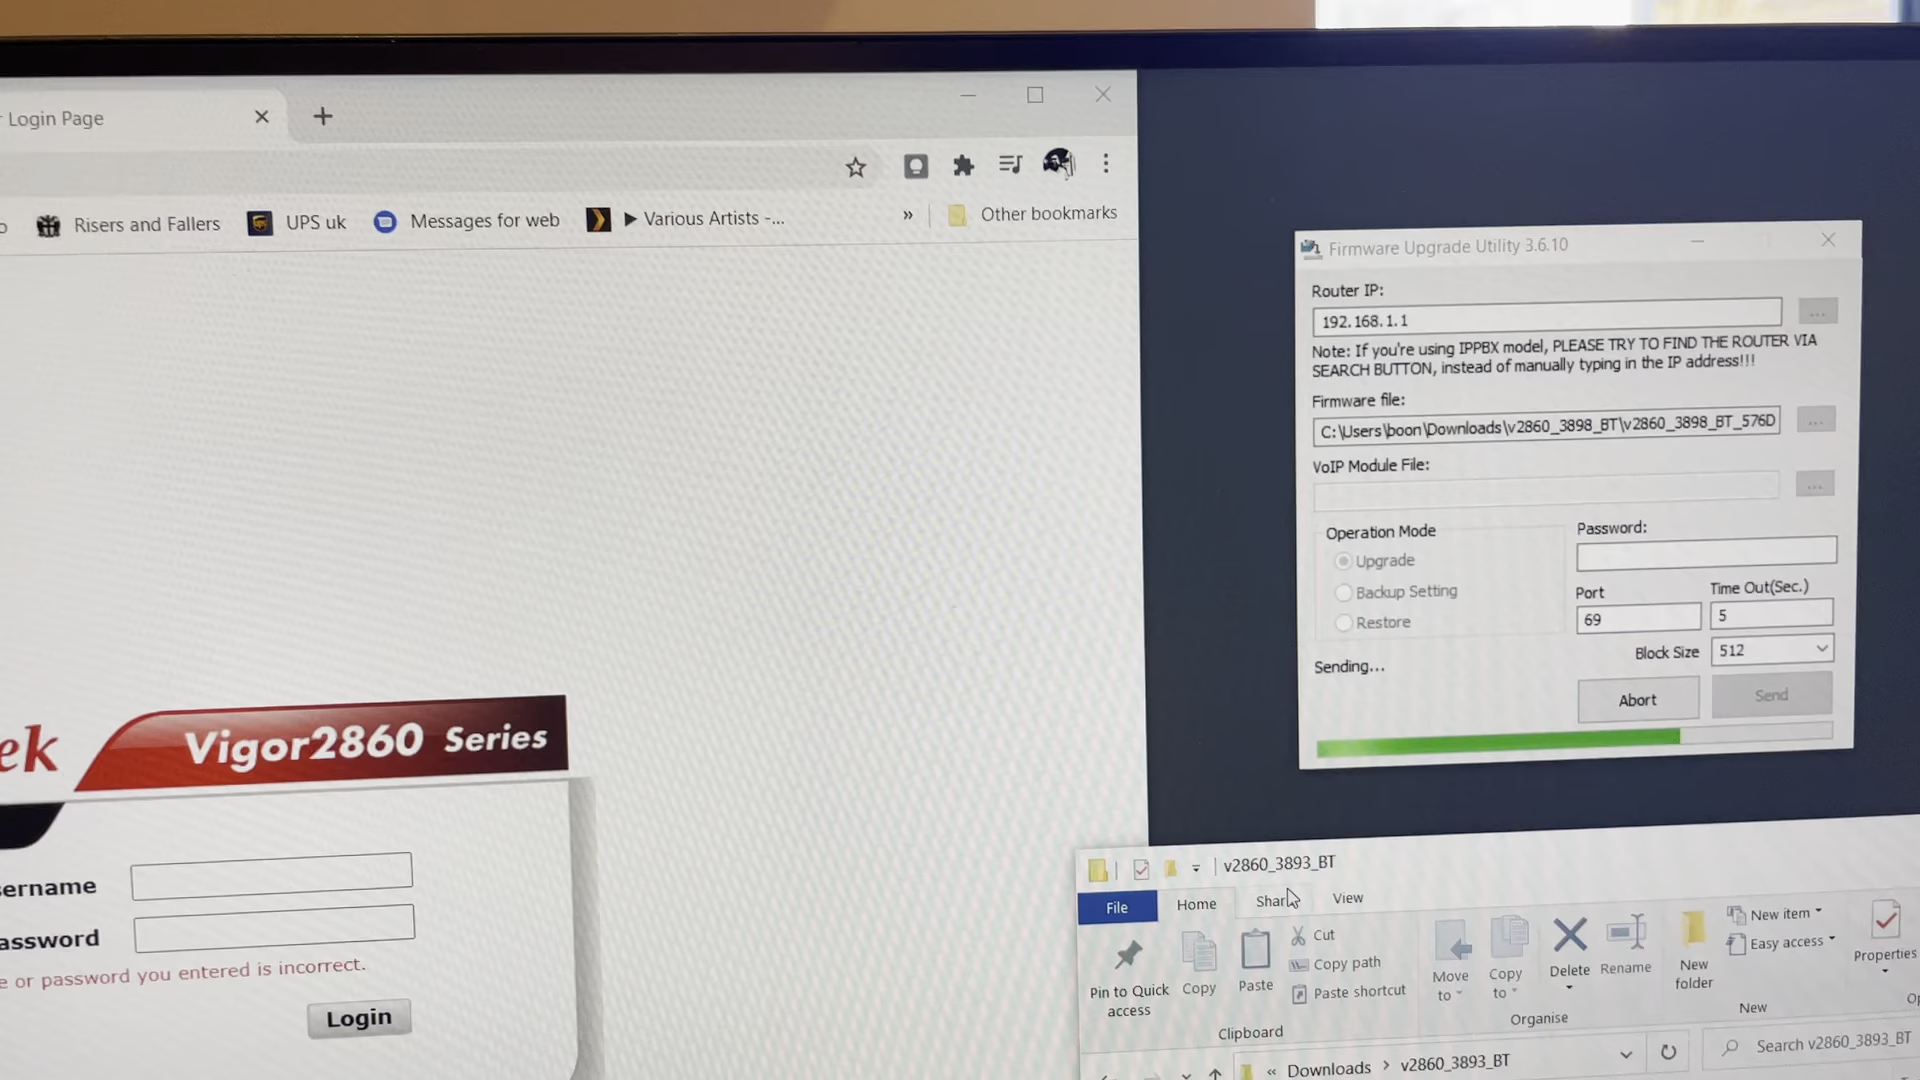 Login Page
Risers and Fallers
UPS uk
Messages for web
▶ Various Artists -...
»
Other bookmarks
Firmware Upgrade Utility 3.6.10
Router IP:
192.168.1.1
...
Note: If you're using IPPBX model, PLEASE TRY TO FIND THE ROUTER VIA
SEARCH BUTTON, instead of manually typing in the IP address!!!
Firmware file:
C:\Users\boon\Downloads\v2860_3898_BT\v2860_3898_BT_576D
...
VoIP Module File:
...
Operation Mode
Upgrade
Backup Setting
Restore
Password:
Port
Time Out(Sec.)
69
5
Block Size
512
Sending...
Abort
Send
ek
Vigor2860 Series
sername
assword
e or password you entered is incorrect.
Login
v2860_3893_BT
File
Home
Shar
View
Pin to Quick
access
Copy
Paste
Cut
Copy path
Paste shortcut
Clipboard
Move
to
Copy
to
Delete
Rename
Organise
New
folder
New item
Easy access
New
Properties
« Downloads > v2860_3893_BT
Search v2860_3893_BT